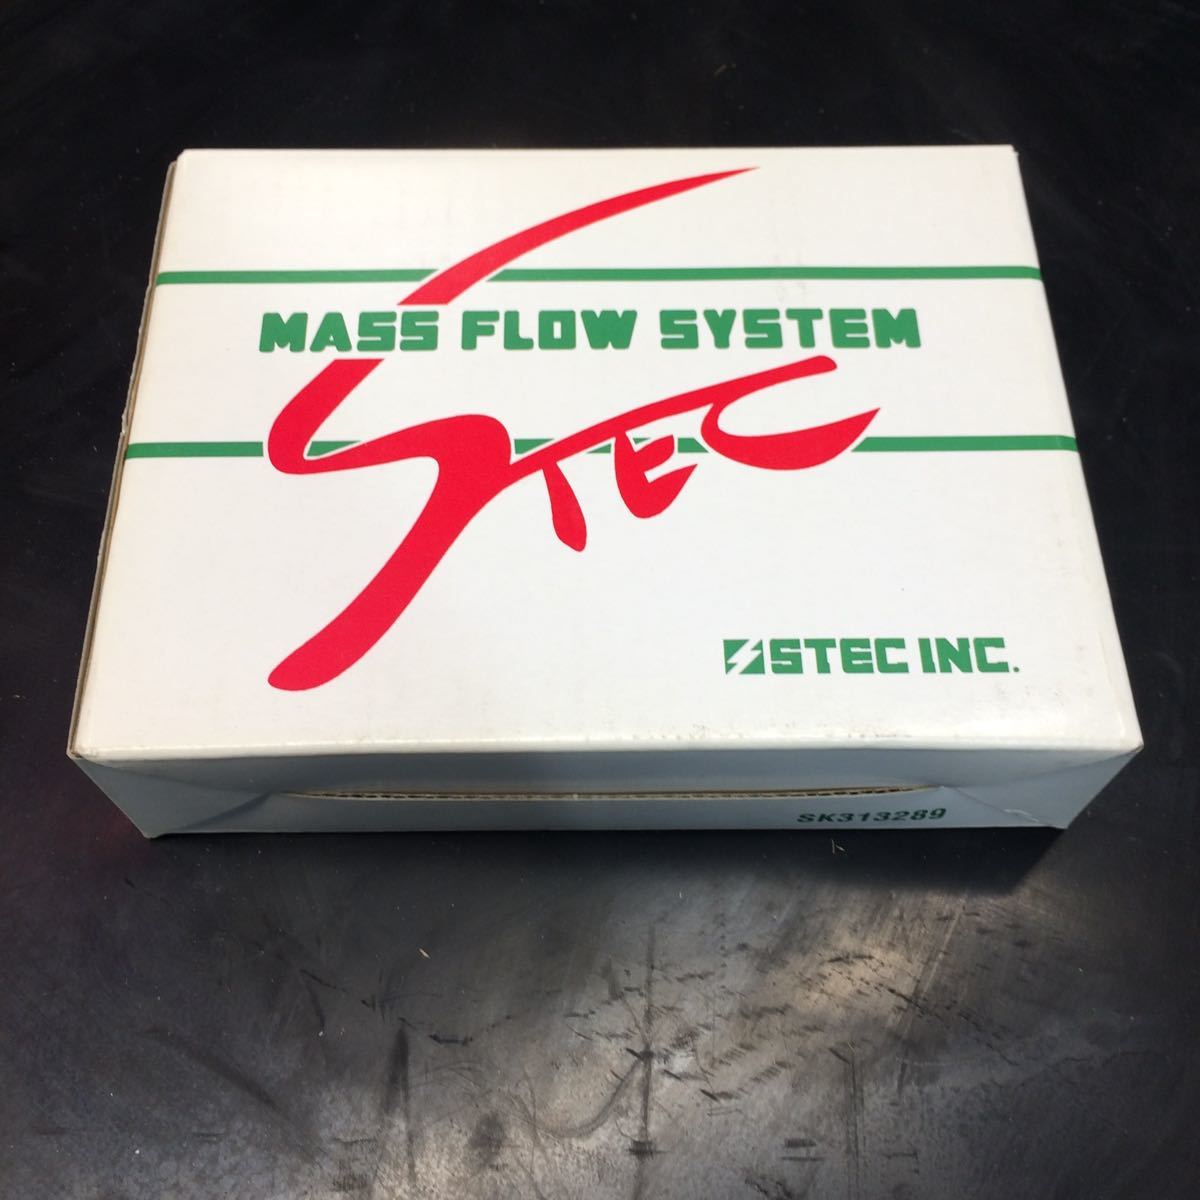 MASS FLOW SYSTEM
STEC
STEC INC.
SK313289